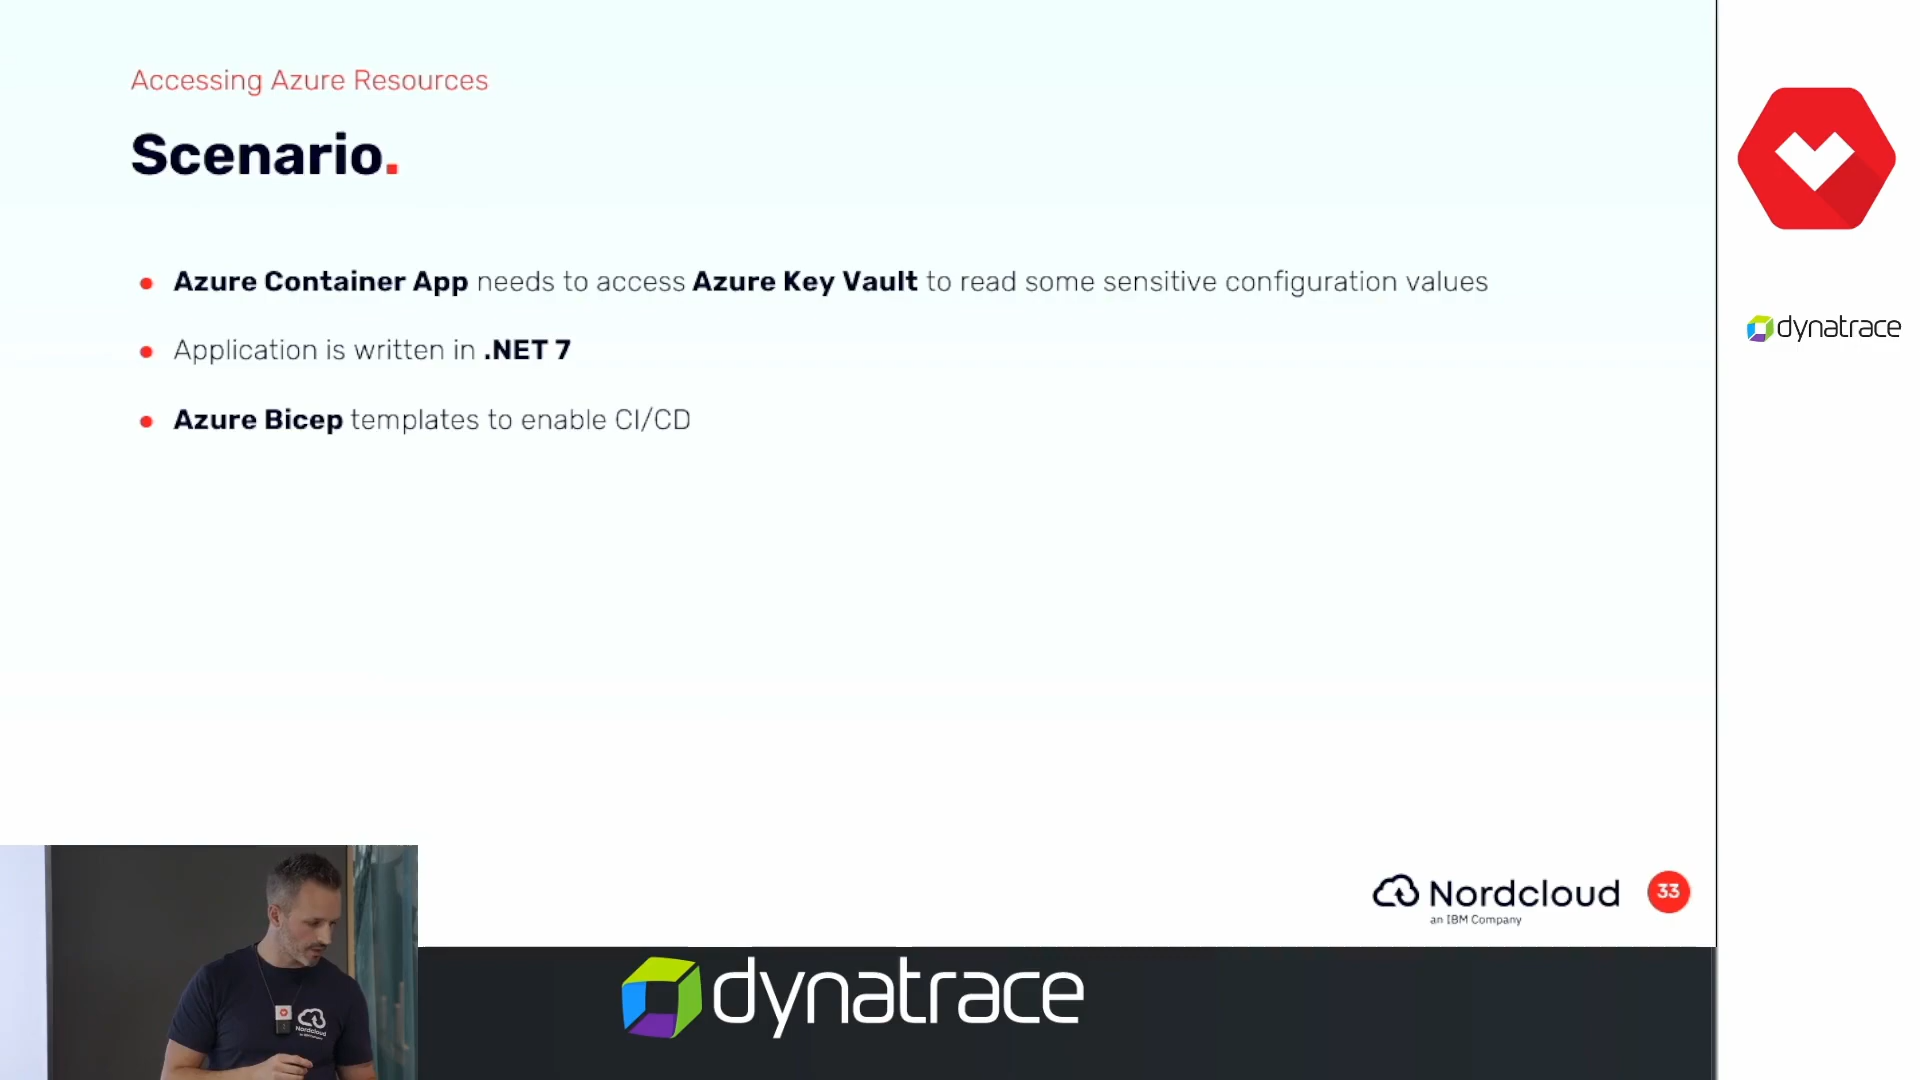 Accessing Azure Resources
Scenario.
Azure Container App needs to access Azure Key Vault to read some sensitive configuration values
Application is written in .NET 7
Azure Bicep templates to enable CI/CD
dynatrace
Nordcloud
an IBM Company
33
Nordcloud
dynatrace